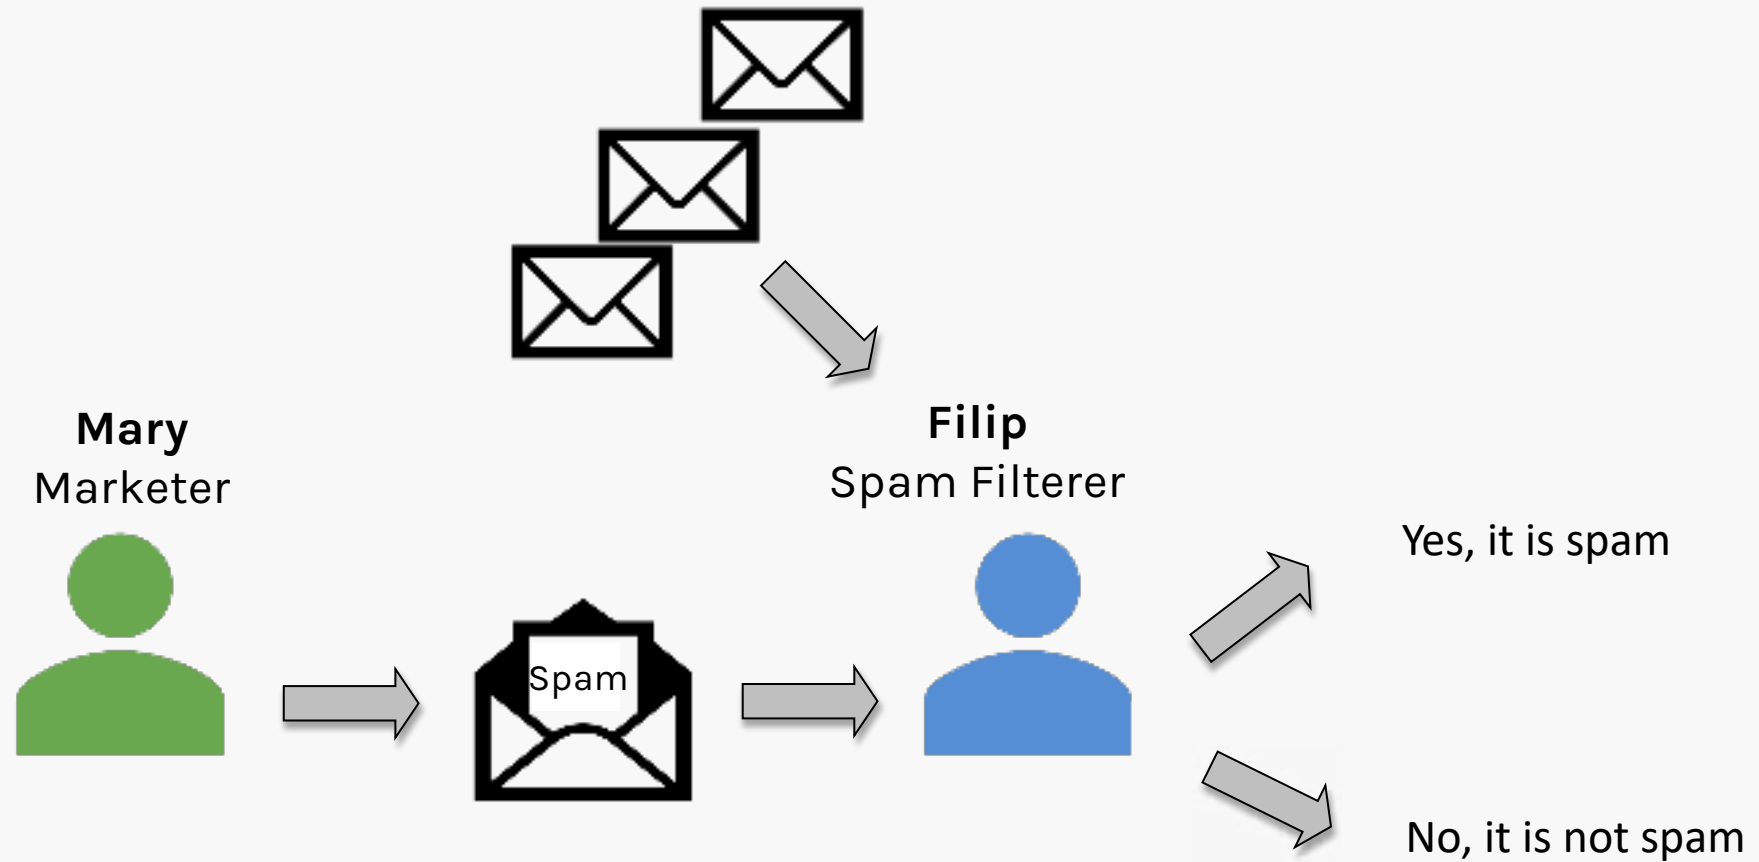 Mary
Marketer
Filip
Spam Filterer
Spam
Yes, it is spam
No, it is not spam